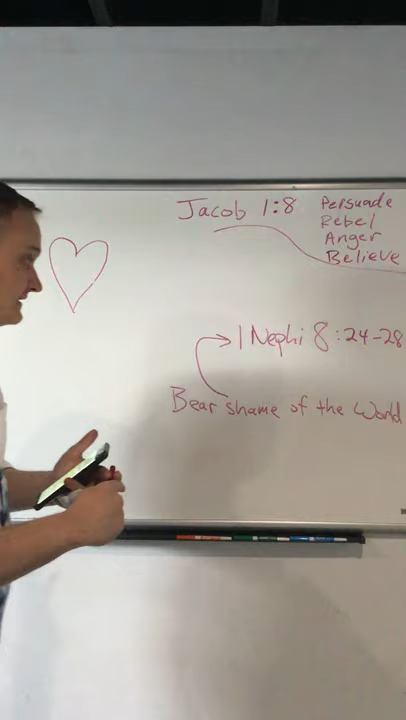 Jacob 1:8
Persuade
Rebel
Anger
Believe
1 Nephi 8:24-28
Bear shame of the World